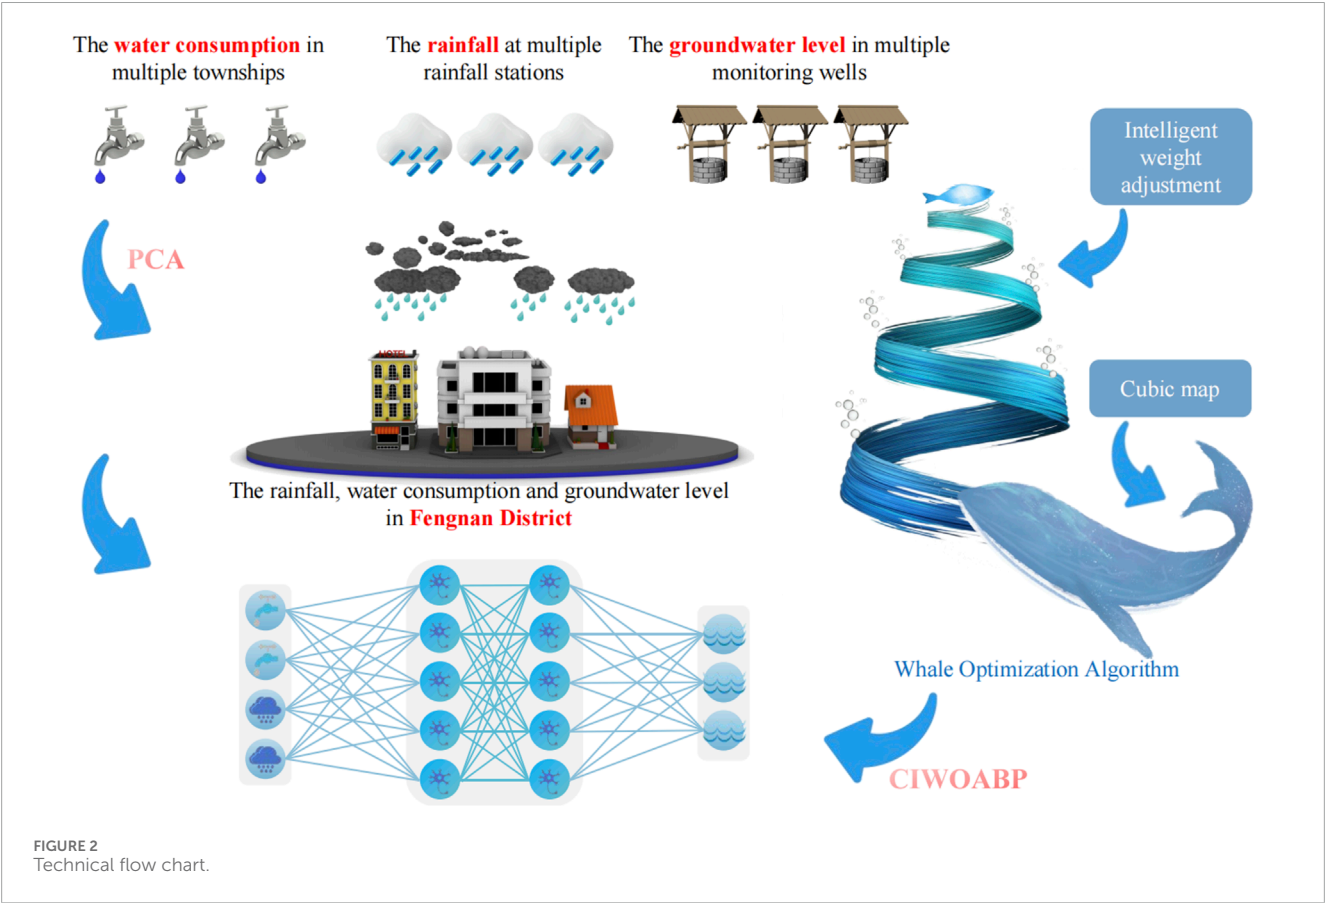 The water consumption in
multiple townships
The rainfall at multiple
rainfall stations
The groundwater level in multiple
monitoring wells
Intelligent
weight
adjustment
PCA
HOTEL
Cubic map
The rainfall, water consumption and groundwater level
in Fengnan District
Whale Optimization Algorithm
CIWOABP
FIGURE 2
Technical flow chart.